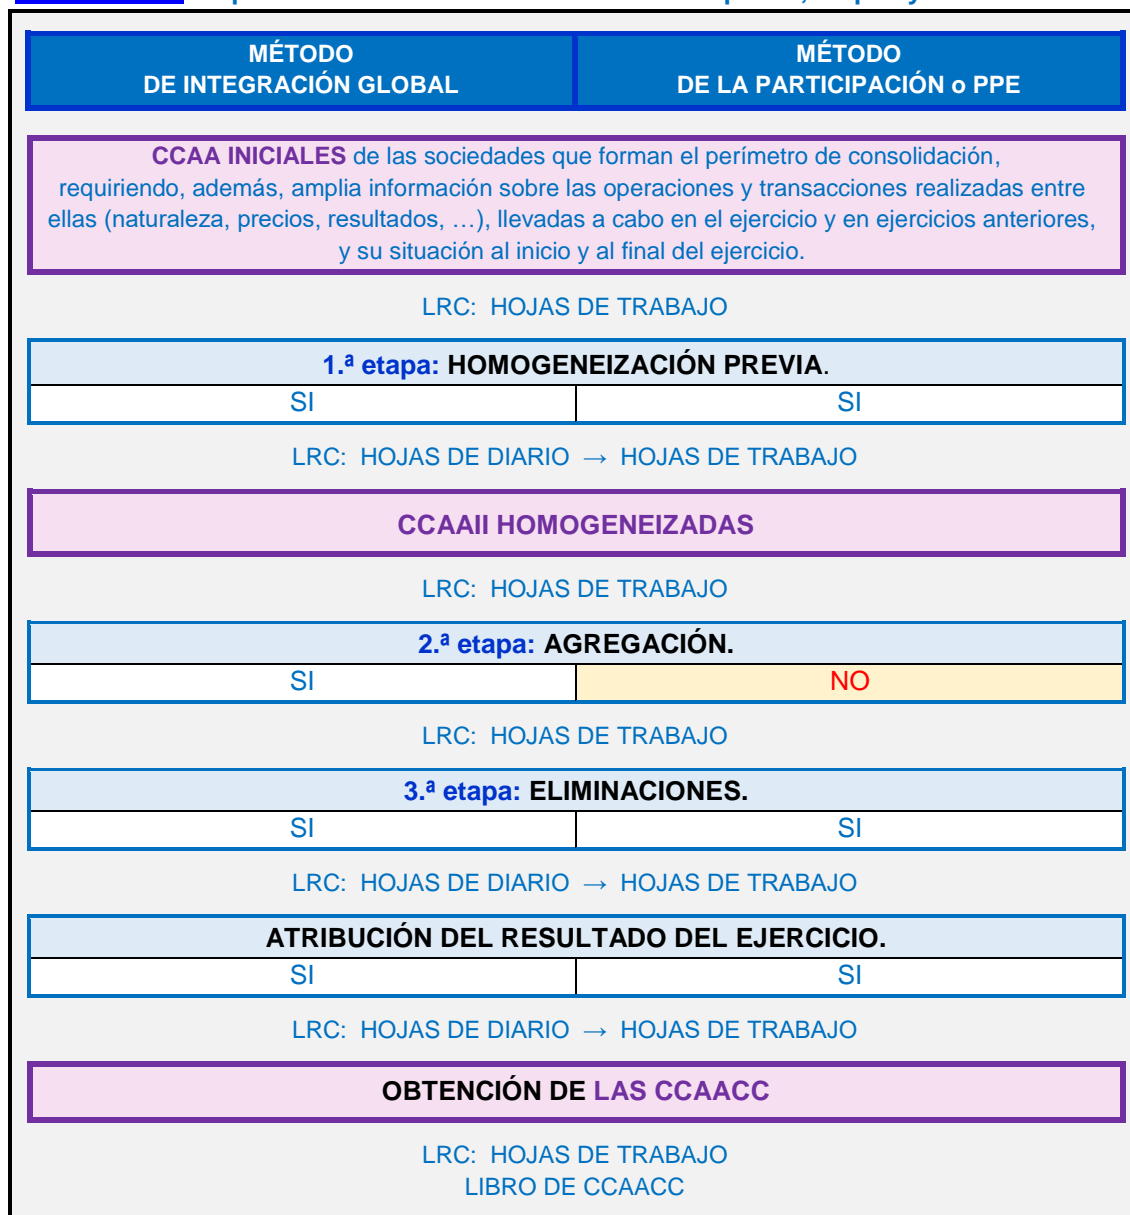 MÉTODO
DE INTEGRACIÓN GLOBAL
MÉTODO
DE LA PARTICIPACIÓN o PPE
CCAA INICIALES de las sociedades que forman el perímetro de consolidación,
requiriendo, además, amplia información sobre las operaciones y transacciones realizadas entre
ellas (naturaleza, precios, resultados, …), llevadas a cabo en el ejercicio y en ejercicios anteriores,
y su situación al inicio y al final del ejercicio.
LRC: HOJAS DE TRABAJO
1.ª etapa: HOMOGENEIZACIÓN PREVIA.
SI
SI
LRC: HOJAS DE DIARIO → HOJAS DE TRABAJO
CCAAII HOMOGENEIZADAS
LRC: HOJAS DE TRABAJO
2.ª etapa: AGREGACIÓN.
SI
NO
LRC: HOJAS DE TRABAJO
3.ª etapa: ELIMINACIONES.
SI
SI
LRC: HOJAS DE DIARIO → HOJAS DE TRABAJO
ATRIBUCIÓN DEL RESULTADO DEL EJERCICIO.
SI
SI
LRC: HOJAS DE DIARIO → HOJAS DE TRABAJO
OBTENCIÓN DE LAS CCAACC
LRC: HOJAS DE TRABAJO
LIBRO DE CCAACC